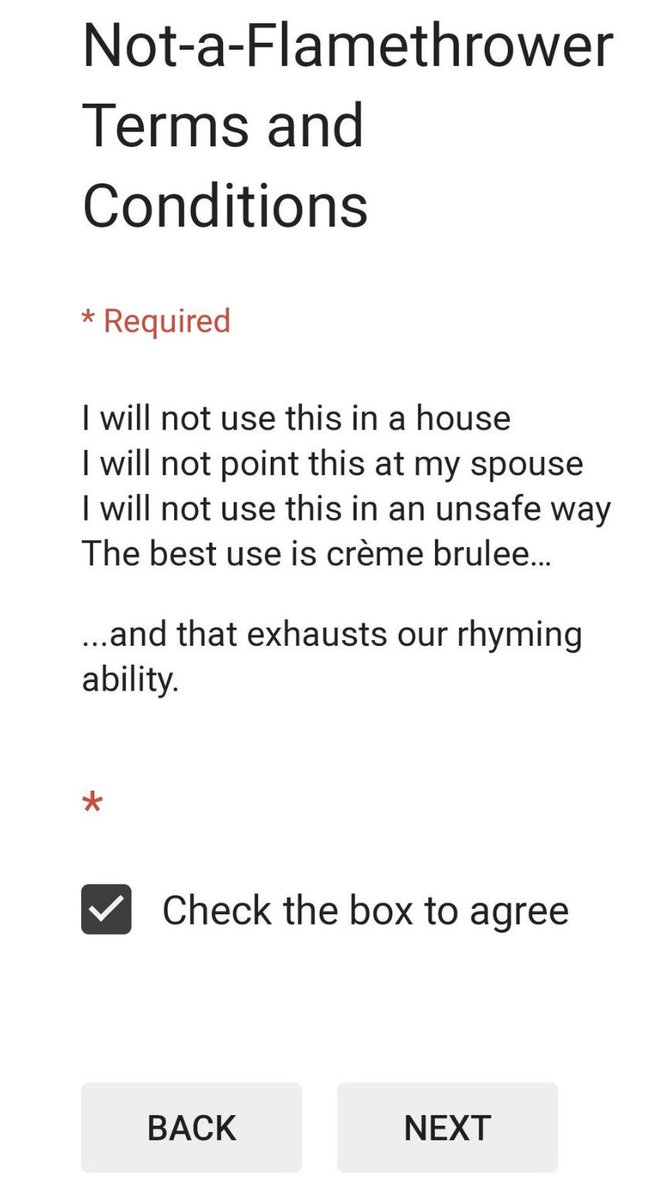 Not-a-Flamethrower
Terms and
Conditions
* Required
I will not use this in a house
I will not point this at my spouse
I will not use this in an unsafe way
The best use is crème brulee…
...and that exhausts our rhyming
ability.
*
Check the box to agree
BACK
NEXT